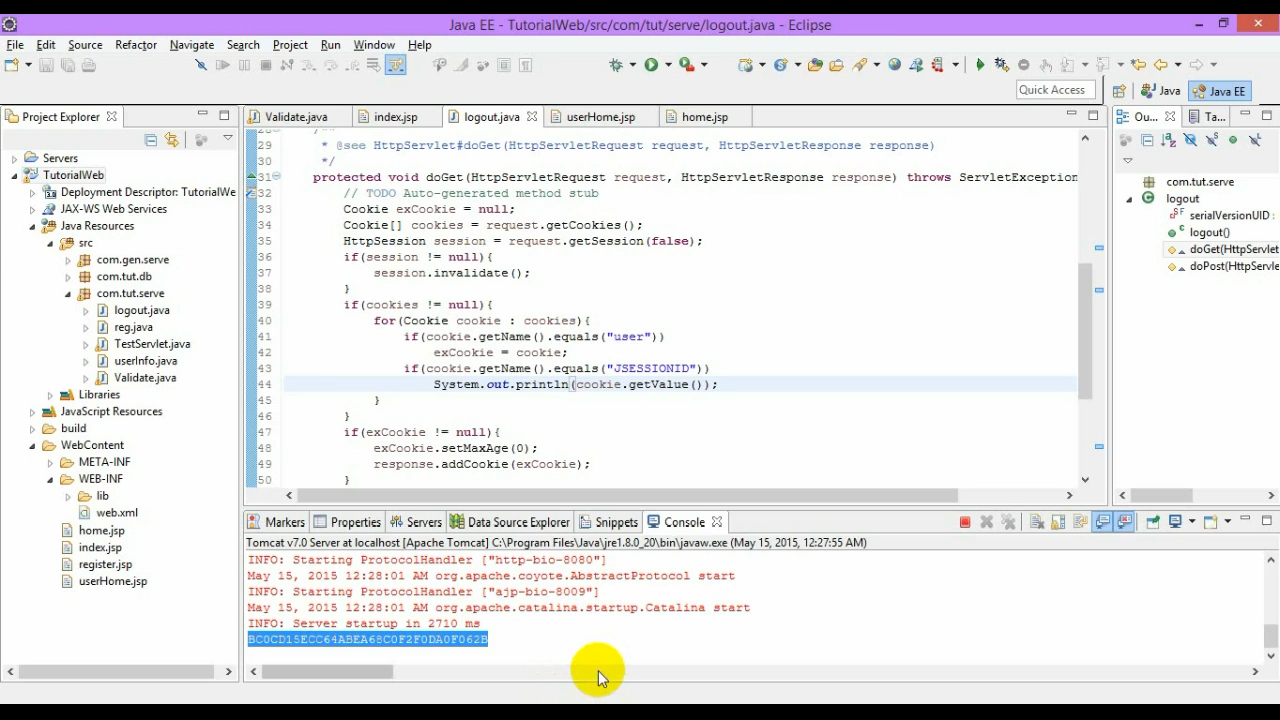 Java EE - TutorialWeb/src/com/tut/serve/logout.java - Eclipse
File Edit Source Refactor Navigate Search Project Run Window Help
Quick Access Java Java EE
Project Explorer
Servers
TutorialWeb
Deployment Descriptor: TutorialWe
JAX-WS Web Services
Java Resources
src
com.gen.serve
com.tut.db
com.tut.serve
logout.java
reg.java
TestServlet.java
userInfo.java
Validate.java
Libraries
JavaScript Resources
build
WebContent
META-INF
WEB-INF
lib
web.xml
home.jsp
index.jsp
register.jsp
userHome.jsp
Validate.java index.jsp logout.java userHome.jsp home.jsp
28 /**
29 * @see HttpServlet#doGet(HttpServletRequest request, HttpServletResponse response)
30 */
31 protected void doGet(HttpServletRequest request, HttpServletResponse response) throws ServletException
32 // TODO Auto-generated method stub
33 Cookie exCookie = null;
34 Cookie[] cookies = request.getCookies();
35 HttpSession session = request.getSession(false);
36 if(session != null){
37 session.invalidate();
38 }
39 if(cookies != null){
40 for(Cookie cookie : cookies){
41 if(cookie.getName().equals("user"))
42 exCookie = cookie;
43 if(cookie.getName().equals("JSESSIONID"))
44 System.out.println(cookie.getValue());
45 }
46 }
47 if(exCookie != null){
48 exCookie.setMaxAge(0);
49 response.addCookie(exCookie);
50 }
Ou... Ta...
com.tut.serve
logout
serialVersionUID :
logout()
doGet(HttpServlet
doPost(HttpServle
Markers Properties Servers Data Source Explorer Snippets Console
Tomcat v7.0 Server at localhost [Apache Tomcat] C:\Program Files\Java\jre1.8.0_20\bin\javaw.exe (May 15, 2015, 12:27:55 AM)
INFO: Starting ProtocolHandler ["http-bio-8080"]
May 15, 2015 12:28:01 AM org.apache.coyote.AbstractProtocol start
INFO: Starting ProtocolHandler ["ajp-bio-8009"]
May 15, 2015 12:28:01 AM org.apache.catalina.startup.Catalina start
INFO: Server startup in 2710 ms
BC0CD15ECC64ABEA68C0F2F0DA0F062B